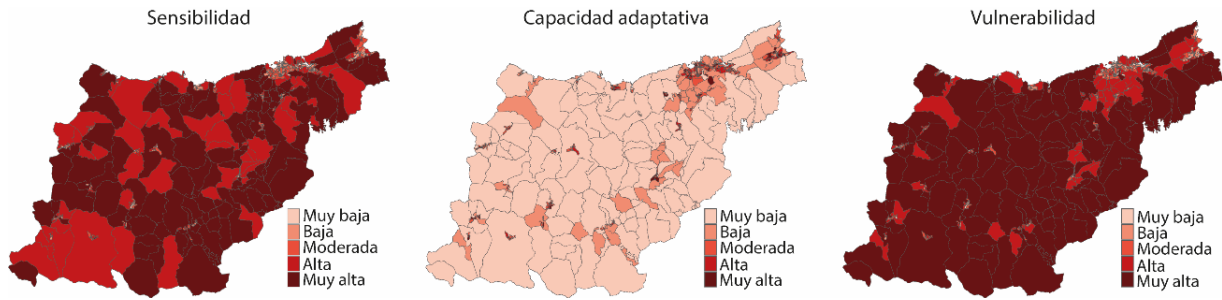 Sensibilidad
Muy baja
Baja
Moderada
Alta
Muy alta
Capacidad adaptativa
Muy baja
Baja
Moderada
Alta
Muy alta
Vulnerabilidad
Muy baja
Baja
Moderada
Alta
Muy alta